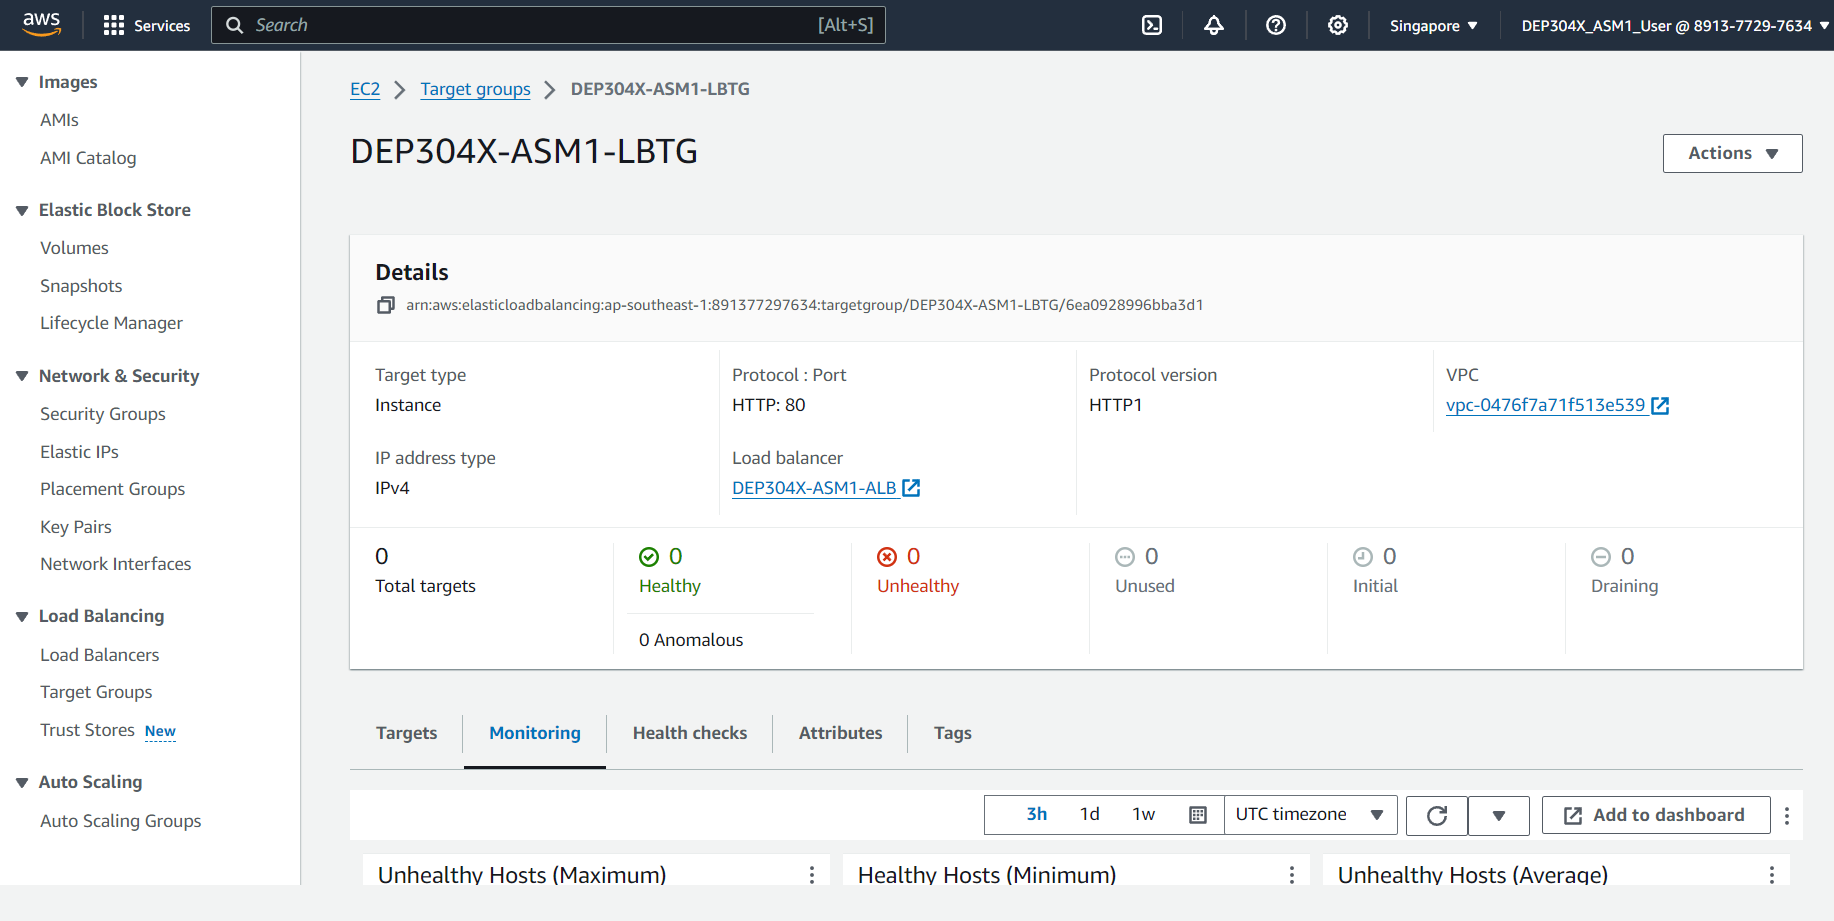 aws Services Search [Alt+S] Singapore DEP304X_ASM1_User @ 8913-7729-7634
Images
AMIs
AMI Catalog
Elastic Block Store
Volumes
Snapshots
Lifecycle Manager
Network & Security
Security Groups
Elastic IPs
Placement Groups
Key Pairs
Network Interfaces
Load Balancing
Load Balancers
Target Groups
Trust Stores New
Auto Scaling
Auto Scaling Groups
EC2 Target groups DEP304X-ASM1-LBTG
DEP304X-ASM1-LBTG
Actions
Details
arn:aws:elasticloadbalancing:ap-southeast-1:891377297634:targetgroup/DEP304X-ASM1-LBTG/6ea0928996bba3d1
Target type
Instance
Protocol : Port
HTTP: 80
Protocol version
HTTP1
VPC
vpc-0476f7a71f513e539
IP address type
IPv4
Load balancer
DEP304X-ASM1-ALB
0
Total targets
0
Healthy
0 Anomalous
0
Unhealthy
0
Unused
0
Initial
0
Draining
Targets Monitoring Health checks Attributes Tags
3h 1d 1w UTC timezone Add to dashboard
Unhealthy Hosts (Maximum) Healthy Hosts (Minimum) Unhealthy Hosts (Average)